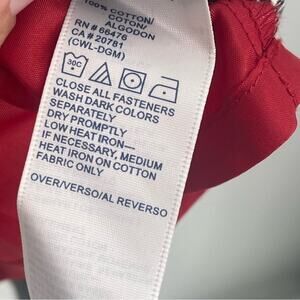 100% COTTON/
COTON/
ALGODON
RN # 66476
CA # 20781
(CWL-DGM)
30C
CLOSE ALL FASTENERS
WASH DARK COLORS
SEPARATELY
DRY PROMPTLY
LOW HEAT IRON—
IF NECESSARY, MEDIUM
HEAT IRON ON COTTON
FABRIC ONLY
OVER/VERSO/AL REVERSO